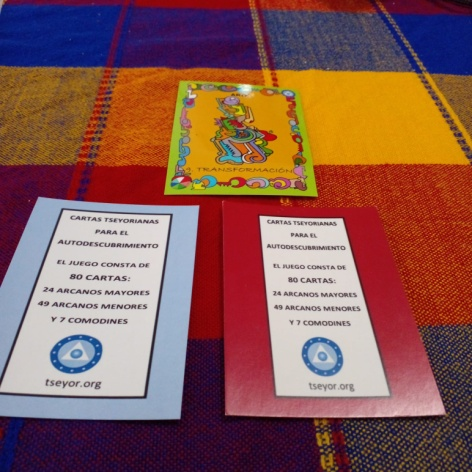 TRANSFORMACIÓN
CARTAS TSEYORIANAS
PARA EL
AUTODESCUBRIMIENTO
EL JUEGO CONSTA DE
80 CARTAS:
24 ARCANOS MAYORES
49 ARCANOS MENORES
Y 7 COMODINES
tseyor.org
CARTAS TSEYORIANAS
PARA EL
AUTODESCUBRIMIENTO
EL JUEGO CONSTA DE
80 CARTAS:
24 ARCANOS MAYORES
49 ARCANOS MENORES
Y 7 COMODINES
tseyor.org